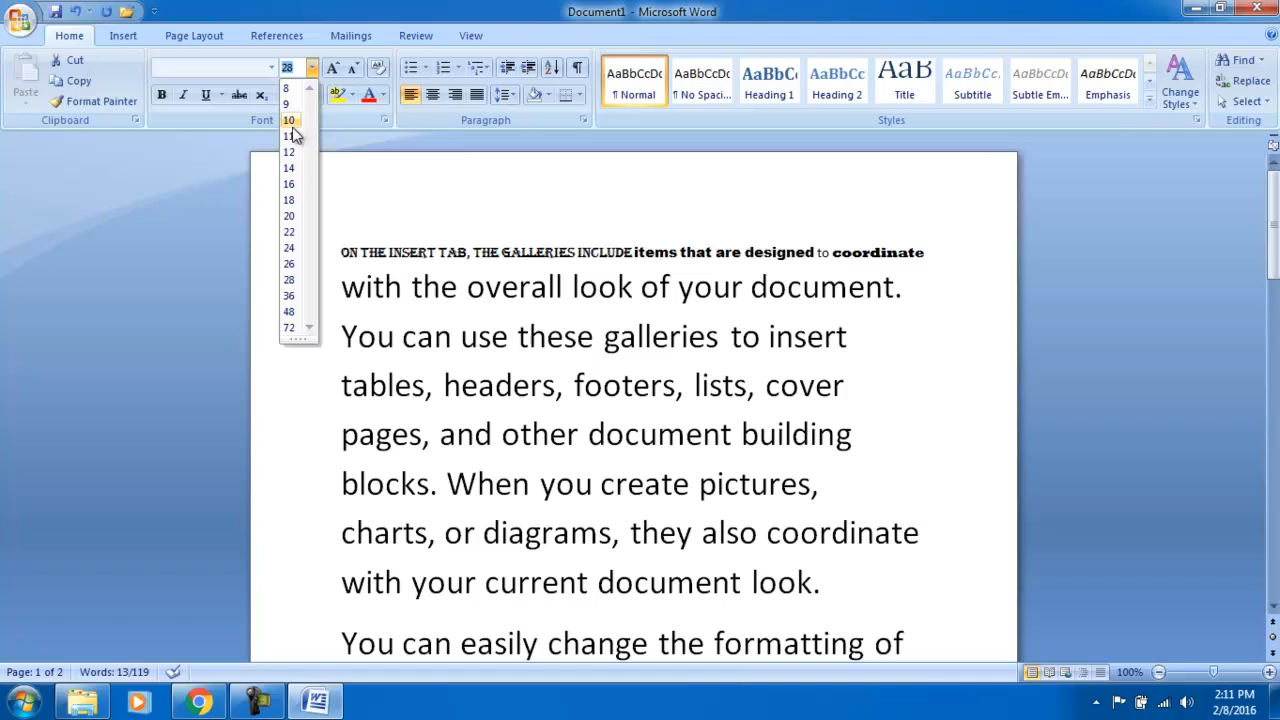 Document1 - Microsoft Word
Home Insert Page Layout References Mailings Review View
Paste
Cut
Copy
Format Painter
Clipboard
28
B I U abc X
A A
Font
Paragraph
AaBbCcDc AaBbCcDc AaBbC AaBbCc AaB AaBbCc. AaBbCcDc AaBbCcDc
¶ Normal ¶ No Spaci... Heading 1 Heading 2 Title Subtitle Subtle Em... Emphasis
Change
Styles
Styles
Find
Replace
Select
Editing
8
9
10
11
12
14
16
18
20
22
24
26
28
36
48
72
ON THE INSERT TAB, THE GALLERIES INCLUDE items that are designed to coordinate
with the overall look of your document.
You can use these galleries to insert
tables, headers, footers, lists, cover
pages, and other document building
blocks. When you create pictures,
charts, or diagrams, they also coordinate
with your current document look.
You can easily change the formatting of
Page: 1 of 2 Words: 13/119 100%
2:11 PM
2/8/2016